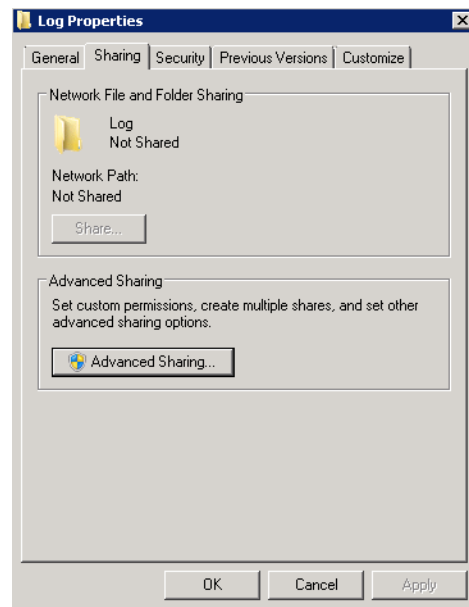 Log Properties
General Sharing Security Previous Versions Customize
Network File and Folder Sharing
Log
Not Shared
Network Path:
Not Shared
Share...
Advanced Sharing
Set custom permissions, create multiple shares, and set other
advanced sharing options.
Advanced Sharing...
OK Cancel Apply